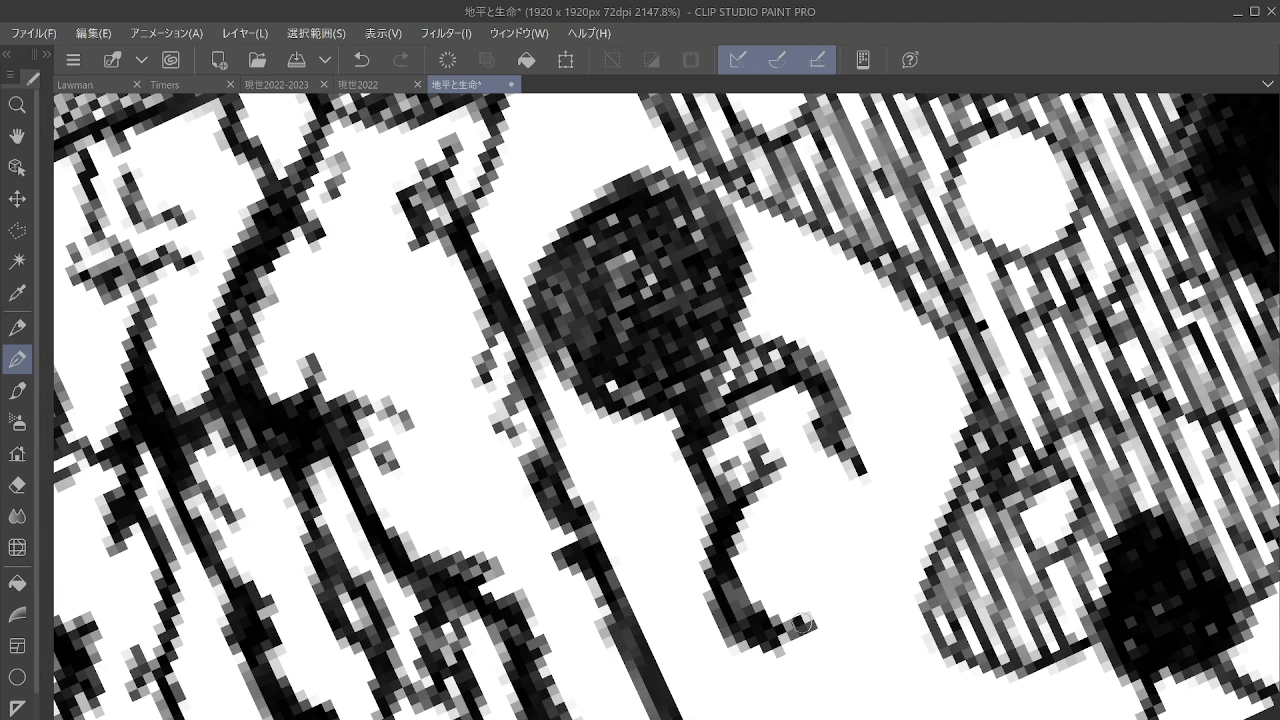 地平と生命* (1920 x 1920px 72dpi 2147.8%) - CLIP STUDIO PAINT PRO
ファイル(F) 編集(E) アニメーション(A) レイヤー(L) 選択範囲(S) 表示(V) フィルター(I) ウィンドウ(W) ヘルプ(H)
Lawman Timers 現世2022-2023 現世2022 地平と生命*